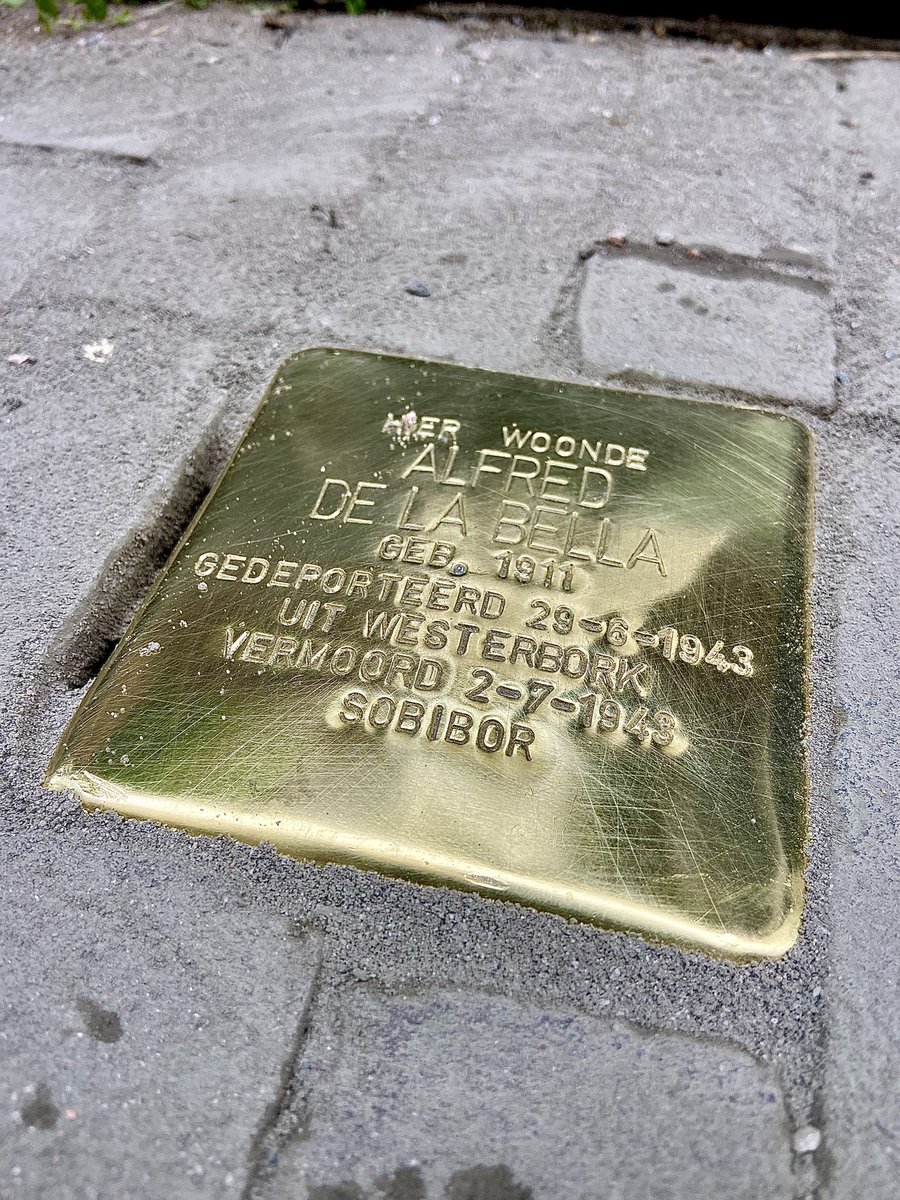 HIER WOONDE
ALFRED
DE LA BELLA
GEB. 1911
GEDEPORTEERD 29-6-1943
UIT WESTERBORK
VERMOORD 2-7-1943
SOBIBOR